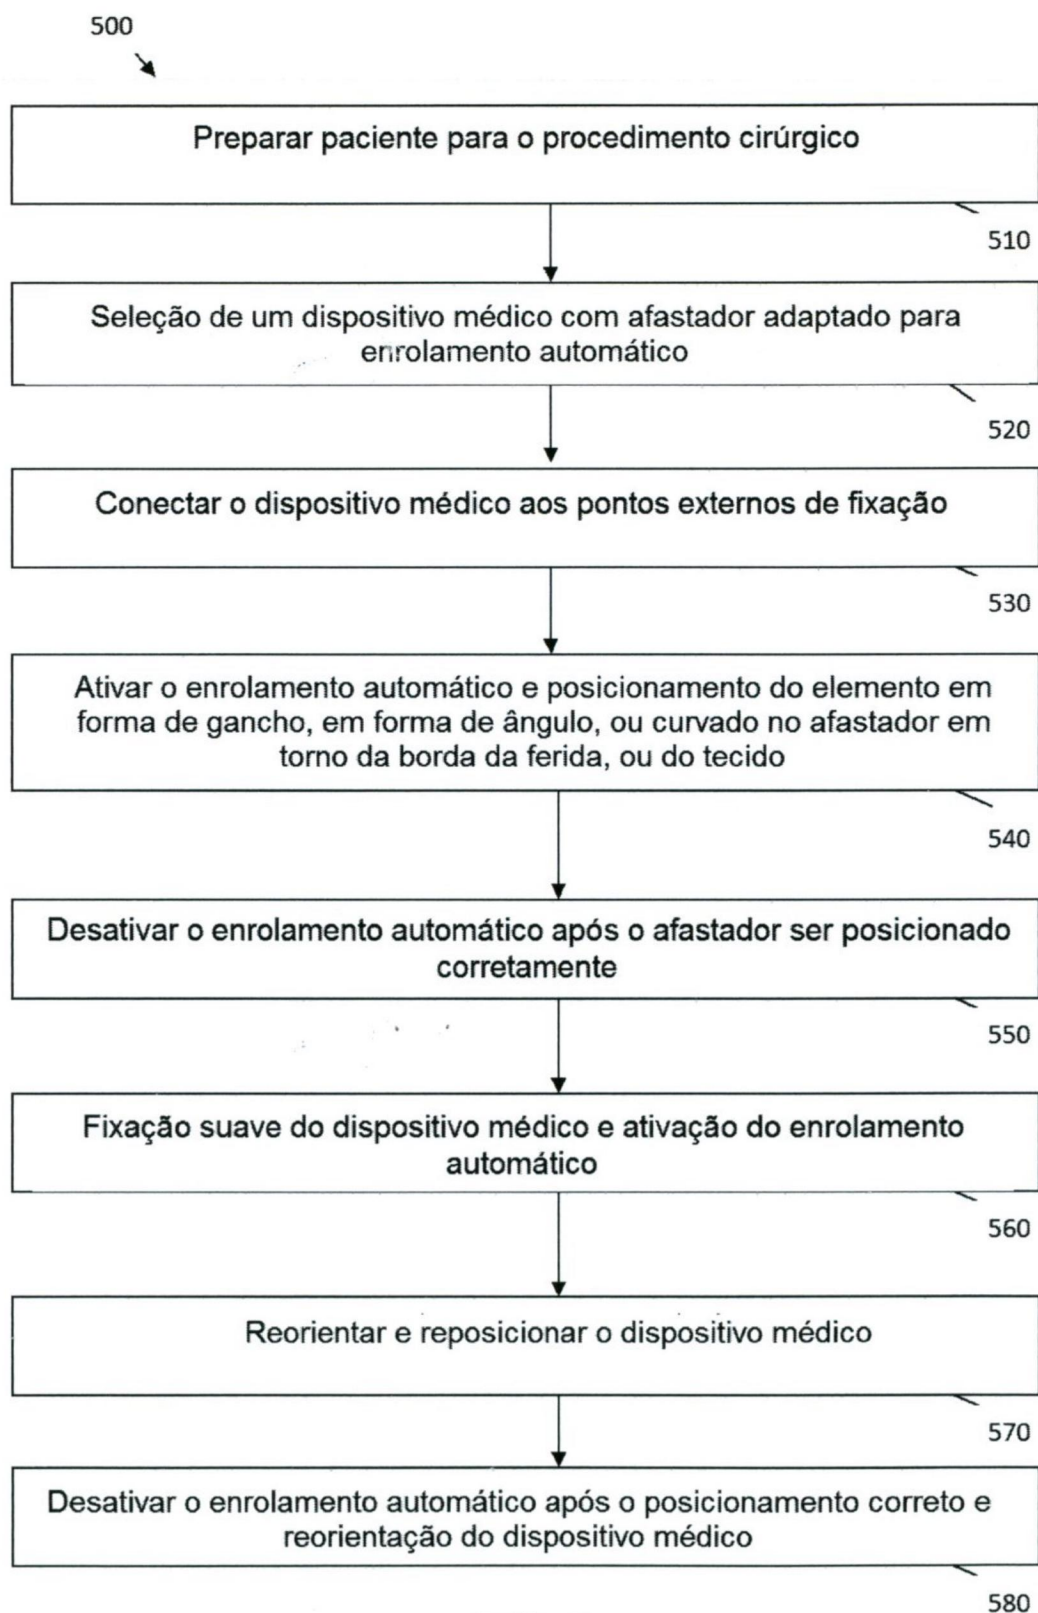 500
Preparar paciente para o procedimento cirúrgico
510
Seleção de um dispositivo médico com afastador adaptado para
enrolamento automático
520
Conectar o dispositivo médico aos pontos externos de fixação
530
Ativar o enrolamento automático e posicionamento do elemento em
forma de gancho, em forma de ângulo, ou curvado no afastador em
torno da borda da ferida, ou do tecido
540
Desativar o enrolamento automático após o afastador ser posicionado
corretamente
550
Fixação suave do dispositivo médico e ativação do enrolamento
automático
560
Reorientar e reposicionar o dispositivo médico
570
Desativar o enrolamento automático após o posicionamento correto e
reorientação do dispositivo médico
580